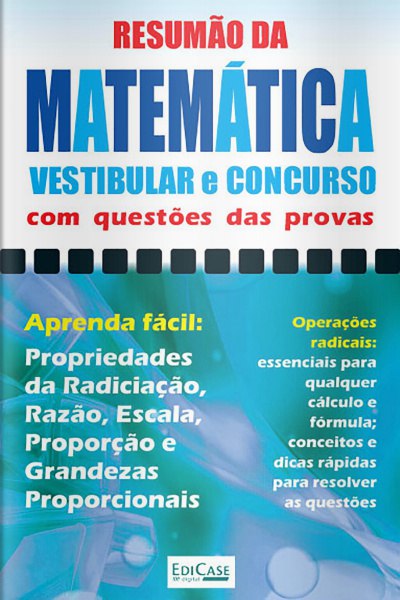 RESUMÃO DA
MATEMÁTICA
VESTIBULAR e CONCURSO
com questões das provas
Aprenda fácil:
Propriedades
da Radiciação,
Razão, Escala,
Proporção e
Grandezas
Proporcionais
Operações
radicais:
essenciais para
qualquer
cálculo e
fórmula;
conceitos e
dicas rápidas
para resolver
as questões
EDICASE
digital